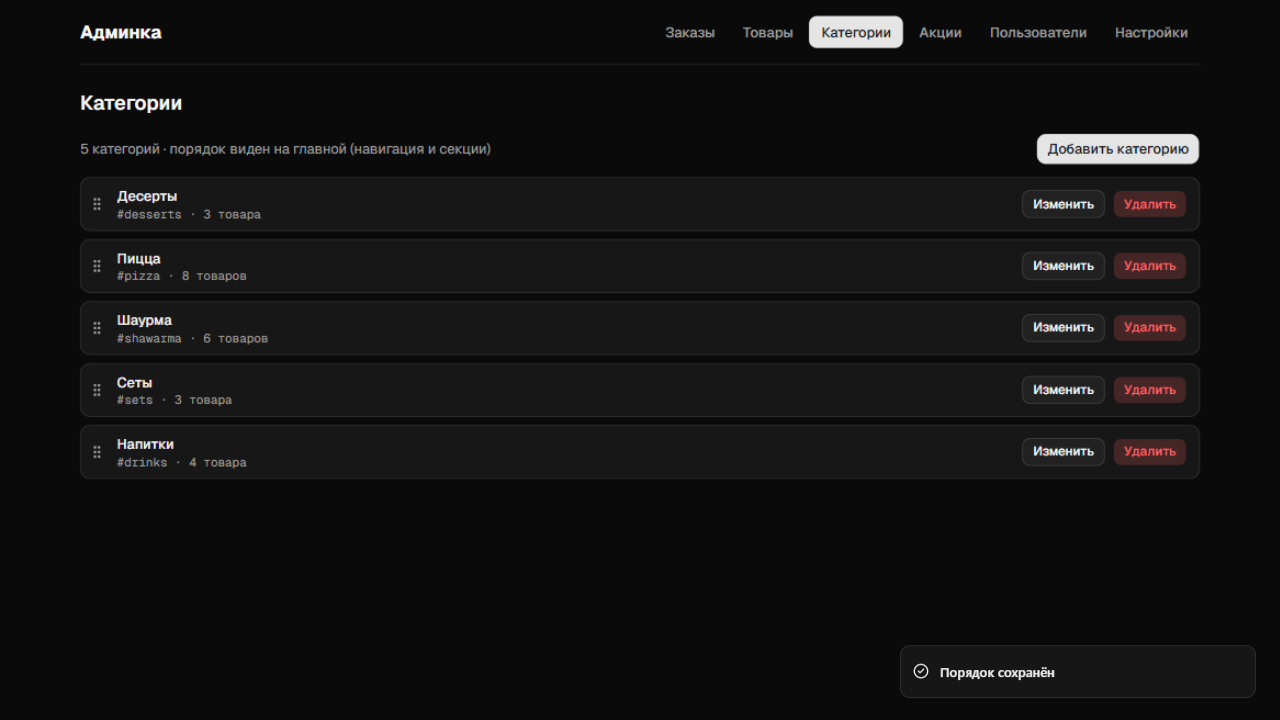 Админка
Заказы Товары Категории Акции Пользователи Настройки
Категории
5 категорий · порядок виден на главной (навигация и секции)
Добавить категорию
Десерты
#desserts · 3 товара
Изменить Удалить
Пицца
#pizza · 8 товаров
Изменить Удалить
Шаурма
#shawarma · 6 товаров
Изменить Удалить
Сеты
#sets · 3 товара
Изменить Удалить
Напитки
#drinks · 4 товара
Изменить Удалить
Порядок сохранён